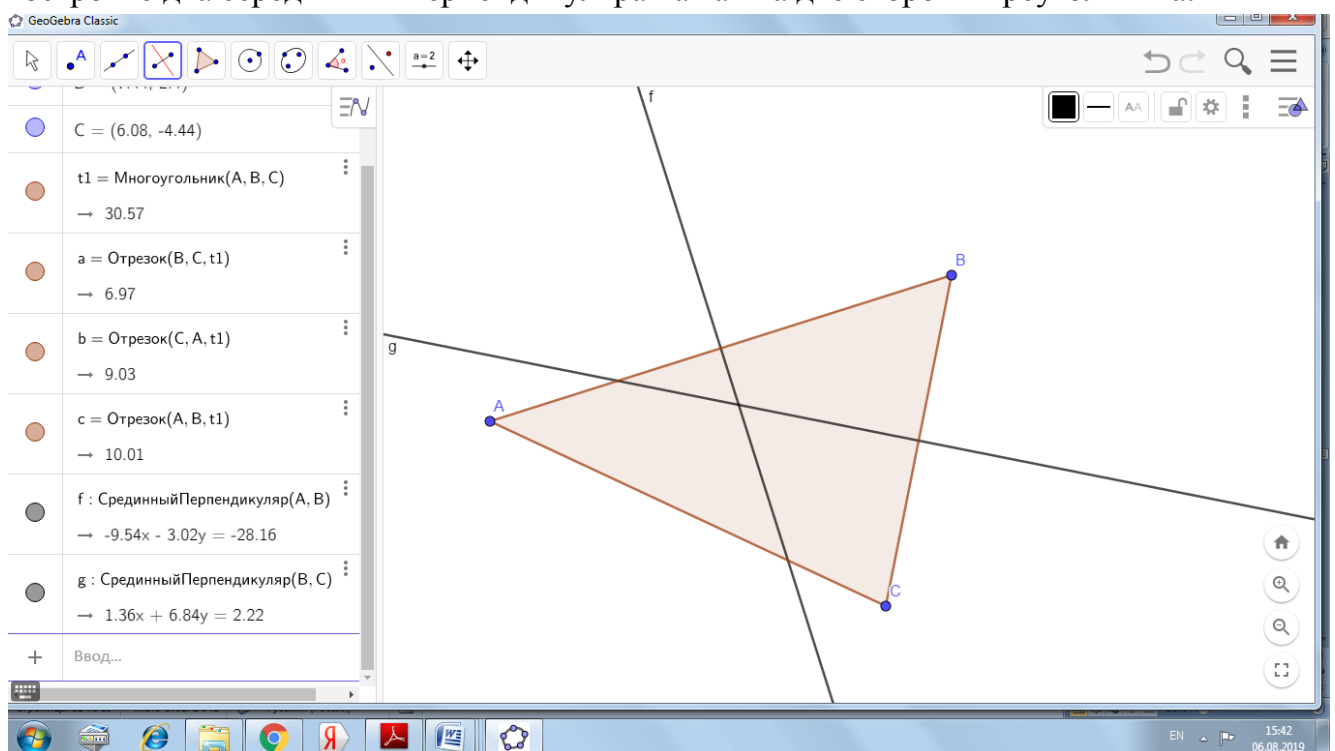 GeoGebra Classic
A
a=2
AA
C = (6.08, -4.44)
t1 = Многоугольник(A, B, C)
→ 30.57
a = Отрезок(B, C, t1)
→ 6.97
b = Отрезок(C, A, t1)
→ 9.03
c = Отрезок(A, B, t1)
→ 10.01
f : СрединныйПерпендикуляр(A, B)
→ -9.54x - 3.02y = -28.16
g : СрединныйПерпендикуляр(B, C)
→ 1.36x + 6.84y = 2.22
Ввод...
f
B
g
A
C
EN
15:42
06.08.2019